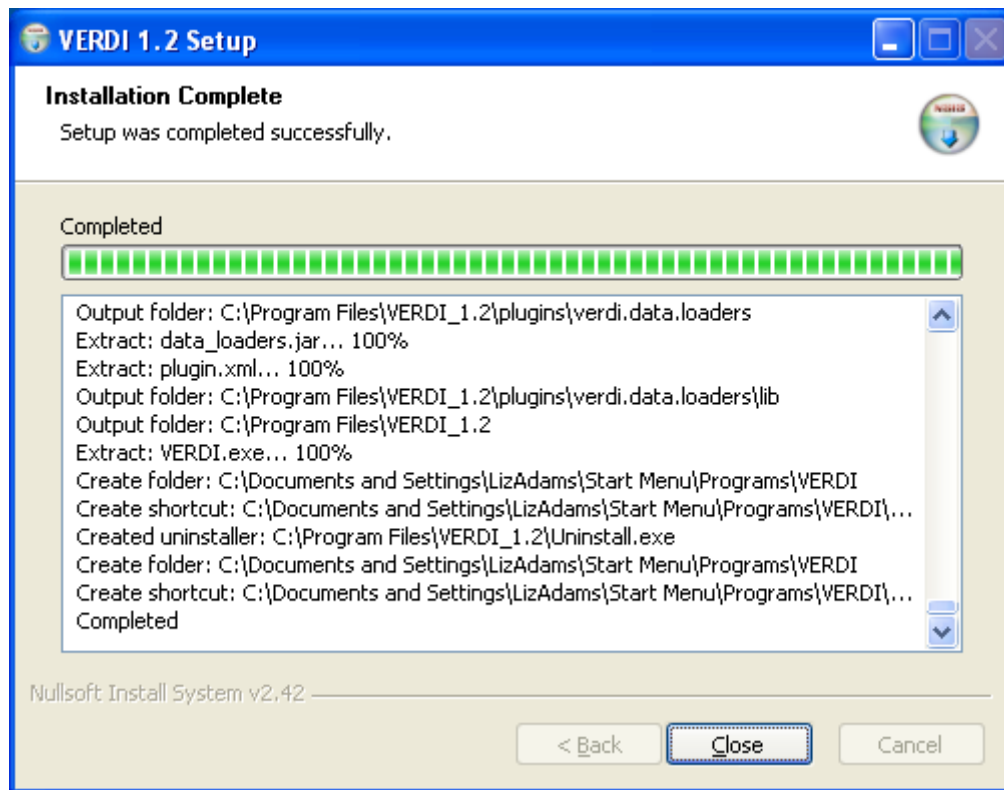 VERDI 1.2 Setup
Installation Complete
Setup was completed successfully.
Completed
Output folder: C:\Program Files\VERDI_1.2\plugins\verdi.data.loaders
Extract: data_loaders.jar... 100%
Extract: plugin.xml... 100%
Output folder: C:\Program Files\VERDI_1.2\plugins\verdi.data.loaders\lib
Output folder: C:\Program Files\VERDI_1.2
Extract: VERDI.exe... 100%
Create folder: C:\Documents and Settings\LizAdams\Start Menu\Programs\VERDI
Create shortcut: C:\Documents and Settings\LizAdams\Start Menu\Programs\VERDI\...
Created uninstaller: C:\Program Files\VERDI_1.2\Uninstall.exe
Create folder: C:\Documents and Settings\LizAdams\Start Menu\Programs\VERDI
Create shortcut: C:\Documents and Settings\LizAdams\Start Menu\Programs\VERDI\...
Completed
Nullsoft Install System v2.42
< Back Close Cancel